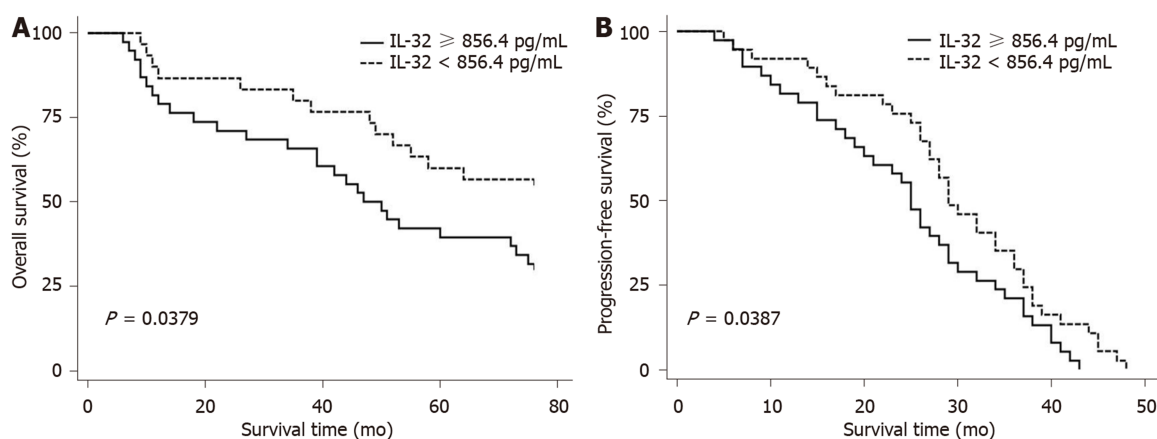 A
100
75
50
25
0
Overall survival (%)
IL-32 ⩾ 856.4 pg/mL
IL-32 < 856.4 pg/mL
P = 0.0379
0 20 40 60 80
Survival time (mo)
B
100
75
50
25
0
Progression-free survival (%)
IL-32 ⩾ 856.4 pg/mL
IL-32 < 856.4 pg/mL
P = 0.0387
0 10 20 30 40 50
Survival time (mo)